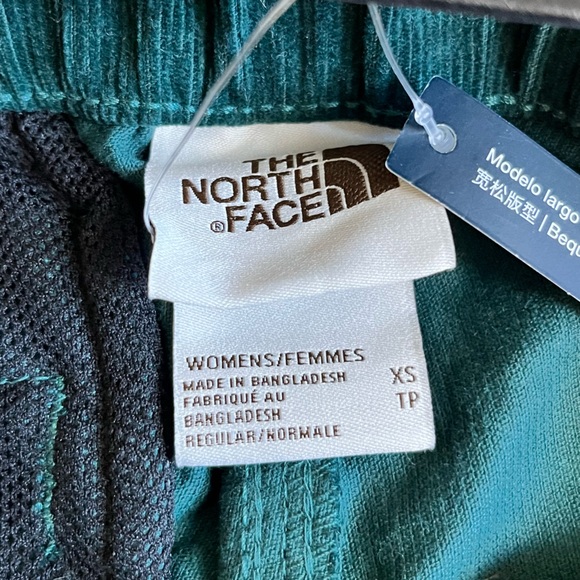 THE
NORTH
® FACE
WOMENS/FEMMES
MADE IN BANGLADESH XS
FABRIQUÉ AU TP
BANGLADESH
REGULAR/NORMALE
Modelo largo
宽松版型 |